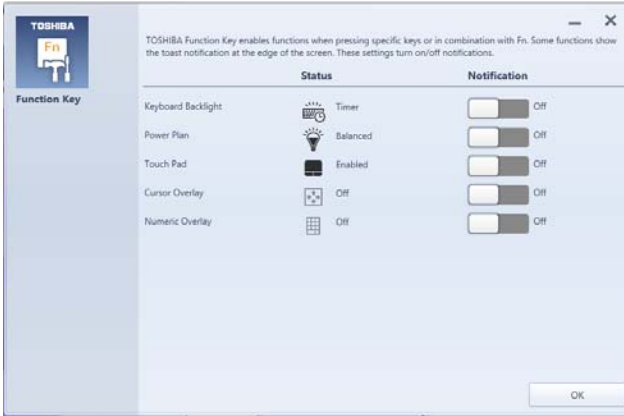 TOSHIBA
Fn
Function Key
TOSHIBA Function Key enables functions when pressing specific keys or in combination with Fn. Some functions show
the toast notification at the edge of the screen. These settings turn on/off notifications.
Status Notification
Keyboard Backlight Timer Off
Power Plan Balanced Off
Touch Pad Enabled Off
Cursor Overlay Off Off
Numeric Overlay Off Off
OK